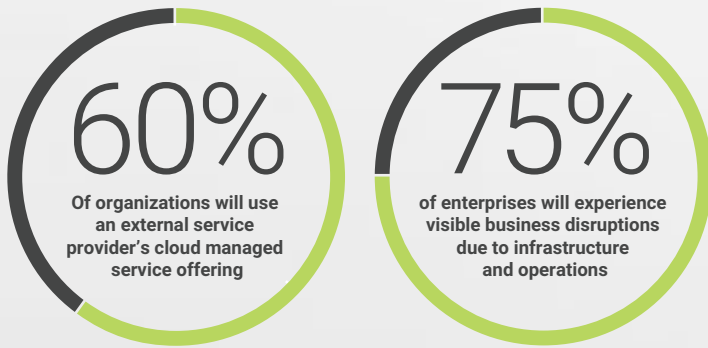 60%
Of organizations will use
an external service
provider's cloud managed
service offering
75%
of enterprises will experience
visible business disruptions
due to infrastructure
and operations